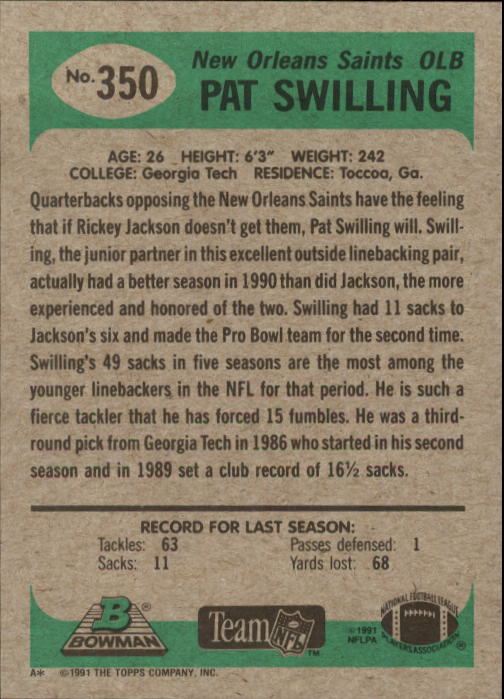 No. 350
New Orleans Saints OLB
PAT SWILLING
AGE: 26 HEIGHT: 6'3" WEIGHT: 242
COLLEGE: Georgia Tech RESIDENCE: Toccoa, Ga.
Quarterbacks opposing the New Orleans Saints have the feeling
that if Rickey Jackson doesn't get them, Pat Swilling will. Swill-
ing, the junior partner in this excellent outside linebacking pair,
actually had a better season in 1990 than did Jackson, the more
experienced and honored of the two. Swilling had 11 sacks to
Jackson's six and made the Pro Bowl team for the second time.
Swilling's 49 sacks in five seasons are the most among the
younger linebackers in the NFL for that period. He is such a
fierce tackler that he has forced 15 fumbles. He was a third-
round pick from Georgia Tech in 1986 who started in his second
season and in 1989 set a club record of 16½ sacks.
RECORD FOR LAST SEASON:
Tackles: 63 Passes defensed: 1
Sacks: 11 Yards lost: 68
B®
BOWMAN
Team NFL™
©1991
NFLPA
NATIONAL FOOTBALL LEAGUE
PLAYERS ASSOCIATION®
A* ©1991 THE TOPPS COMPANY, INC.